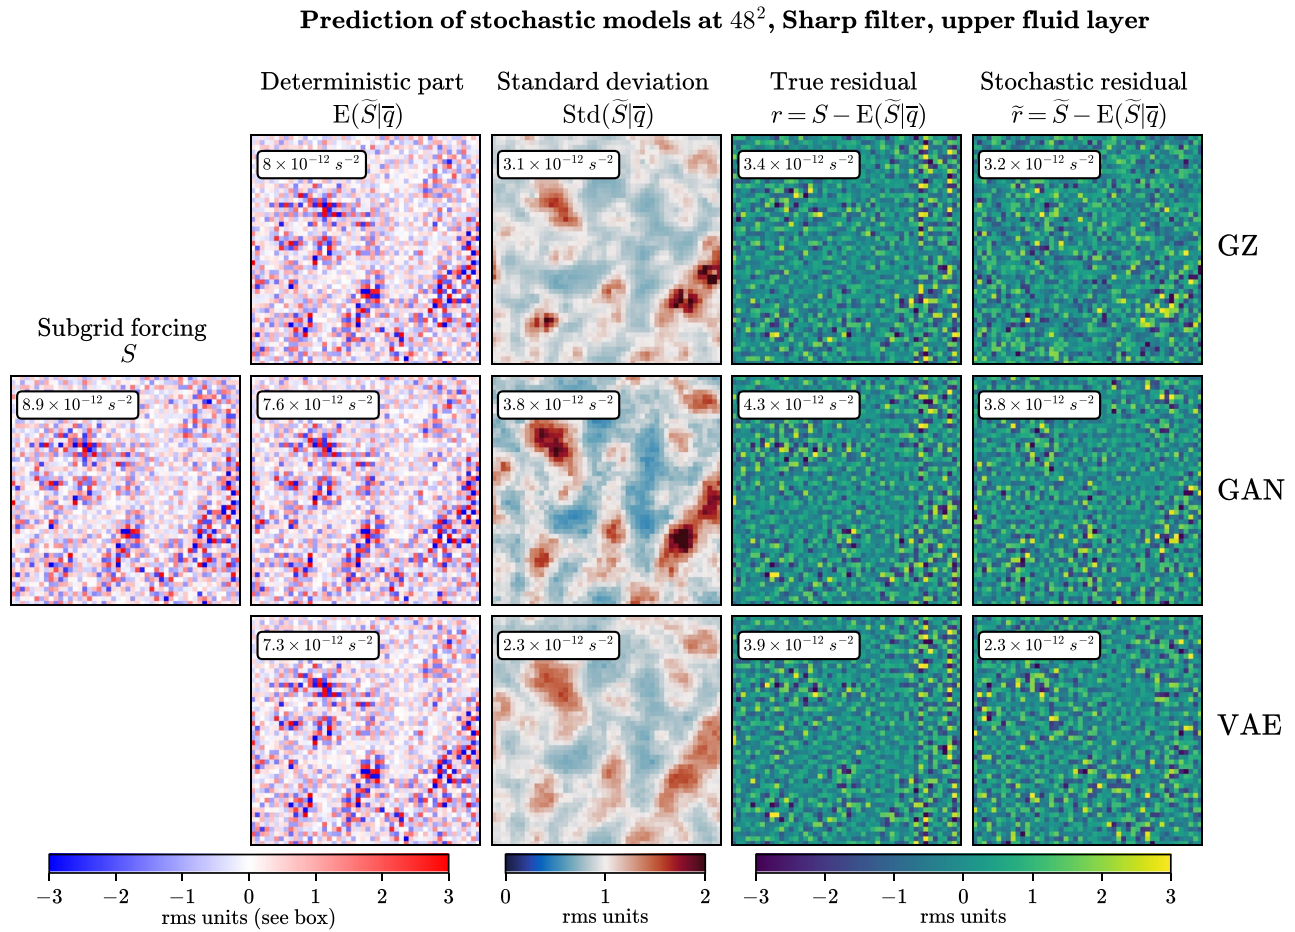 Prediction of stochastic models at 48², Sharp filter, upper fluid layer
Deterministic part
E(S̃|q̅)
Standard deviation
Std(S̃|q̅)
True residual
r = S − E(S̃|q̅)
Stochastic residual
r̃ = S̃ − E(S̃|q̅)
8 × 10⁻¹² s⁻²
3.1 × 10⁻¹² s⁻²
3.4 × 10⁻¹² s⁻²
3.2 × 10⁻¹² s⁻²
GZ
Subgrid forcing
S
8.9 × 10⁻¹² s⁻²
7.6 × 10⁻¹² s⁻²
3.8 × 10⁻¹² s⁻²
4.3 × 10⁻¹² s⁻²
3.8 × 10⁻¹² s⁻²
GAN
7.3 × 10⁻¹² s⁻²
2.3 × 10⁻¹² s⁻²
3.9 × 10⁻¹² s⁻²
2.3 × 10⁻¹² s⁻²
VAE
−3 −2 −1 0 1 2 3
rms units (see box)
0 1 2
rms units
−3 −2 −1 0 1 2 3
rms units